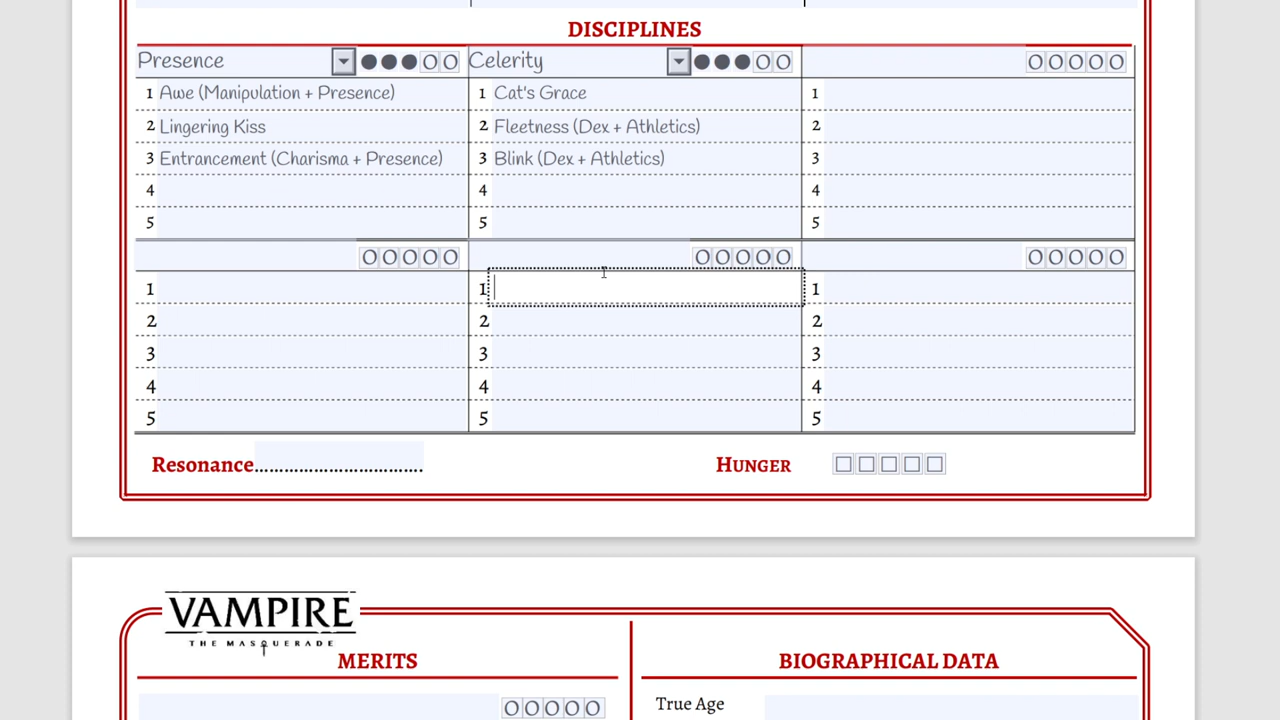 DISCIPLINES
Presence
Celerity
1 Awe (Manipulation + Presence)
1 Cat's Grace
1
2 Lingering Kiss
2 Fleetness (Dex + Athletics)
2
3 Entrancement (Charisma + Presence)
3 Blink (Dex + Athletics)
3
4
4
4
5
5
5
1
1
1
2
2
2
3
3
3
4
4
4
5
5
5
Resonance
HUNGER
VAMPIRE
THE MASQUERADE
MERITS
BIOGRAPHICAL DATA
True Age